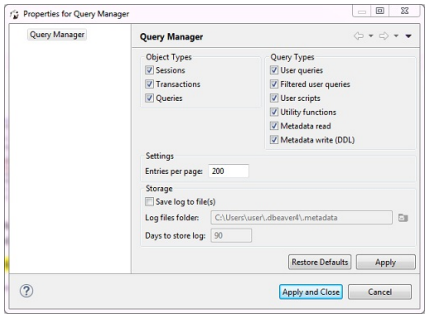 Properties for Query Manager
Query Manager
Query Manager
Object Types
Sessions
Transactions
Queries
Query Types
User queries
Filtered user queries
User scripts
Utility functions
Metadata read
Metadata write (DDL)
Settings
Entries per page: 200
Storage
Save log to file(s)
Log files folder: C:\Users\user\.dbeaver4\.metadata
Days to store log: 90
Restore Defaults Apply
Apply and Close Cancel